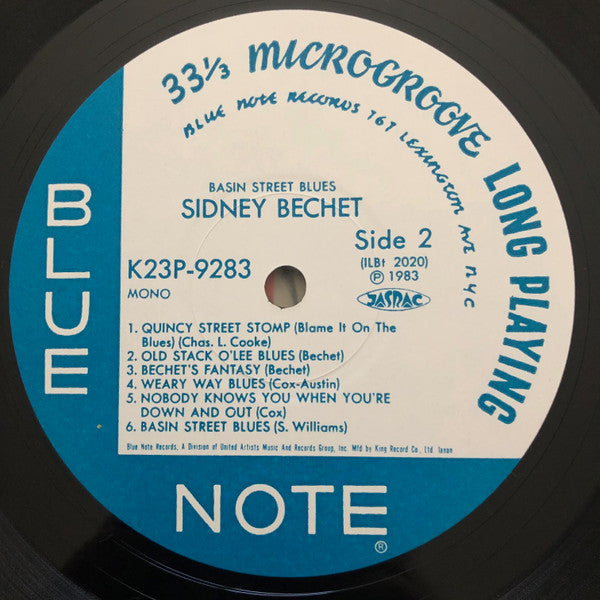 33⅓ MICROGROOVE LONG PLAYING
BLUE NOTE RECORDS 767 LEXINGTON AVE NYC
BASIN STREET BLUES
SIDNEY BECHET
Side 2
K23P-9283
(ILBt 2020)
MONO
Ⓟ 1983
JASRAC
1. QUINCY STREET STOMP (Blame It On The
Blues) (Chas. L. Cooke)
2. OLD STACK O'LEE BLUES (Bechet)
3. BECHET'S FANTASY (Bechet)
4. WEARY WAY BLUES (Cox-Austin)
5. NOBODY KNOWS YOU WHEN YOU'RE
DOWN AND OUT (Cox)
6. BASIN STREET BLUES (S. Williams)
Blue Note Records, A Division of United Artists Music And Records Group, Inc. Mfd by King Record Co., Ltd. Ianan
BLUE
NOTE
®